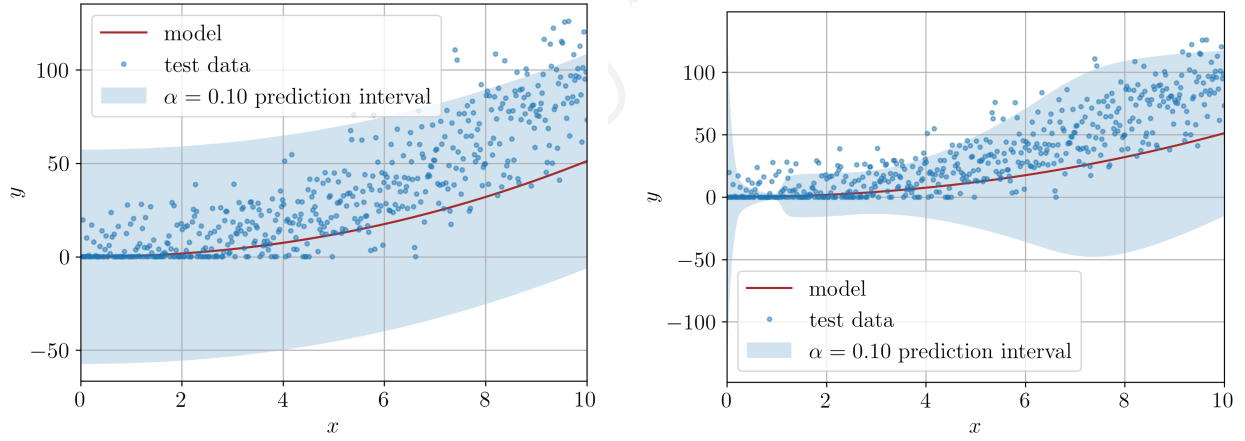 model
test data
α = 0.10 prediction interval
100
50
0
−50
y
0
2
4
6
8
10
x
100
50
0
−50
−100
y
model
test data
α = 0.10 prediction interval
0
2
4
6
8
10
x